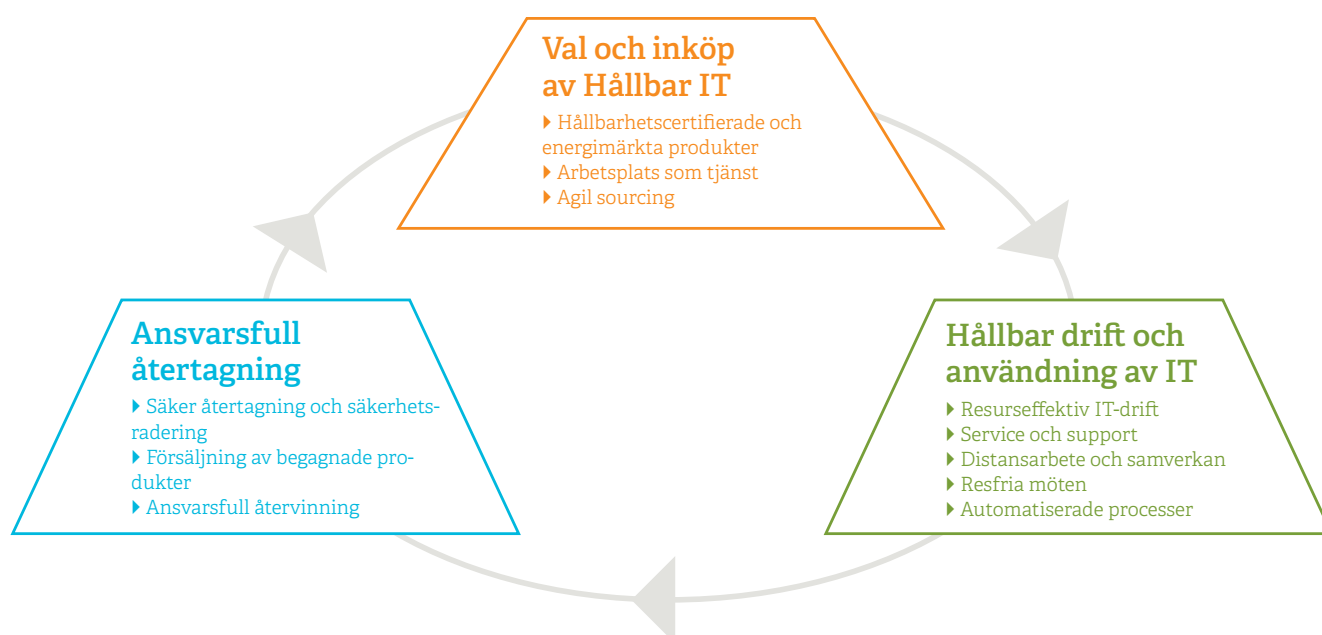 Val och inköp
av Hållbar IT
▶ Hållbarhetscertifierade och
energimärkta produkter
▶ Arbetsplats som tjänst
▶ Agil sourcing
Ansvarsfull
återtagning
▶ Säker återtagning och säkerhets-
radering
▶ Försäljning av begagnade pro-
dukter
▶ Ansvarsfull återvinning
Hållbar drift och
användning av IT
▶ Resurseffektiv IT-drift
▶ Service och support
▶ Distansarbete och samverkan
▶ Resfria möten
▶ Automatiserade processer